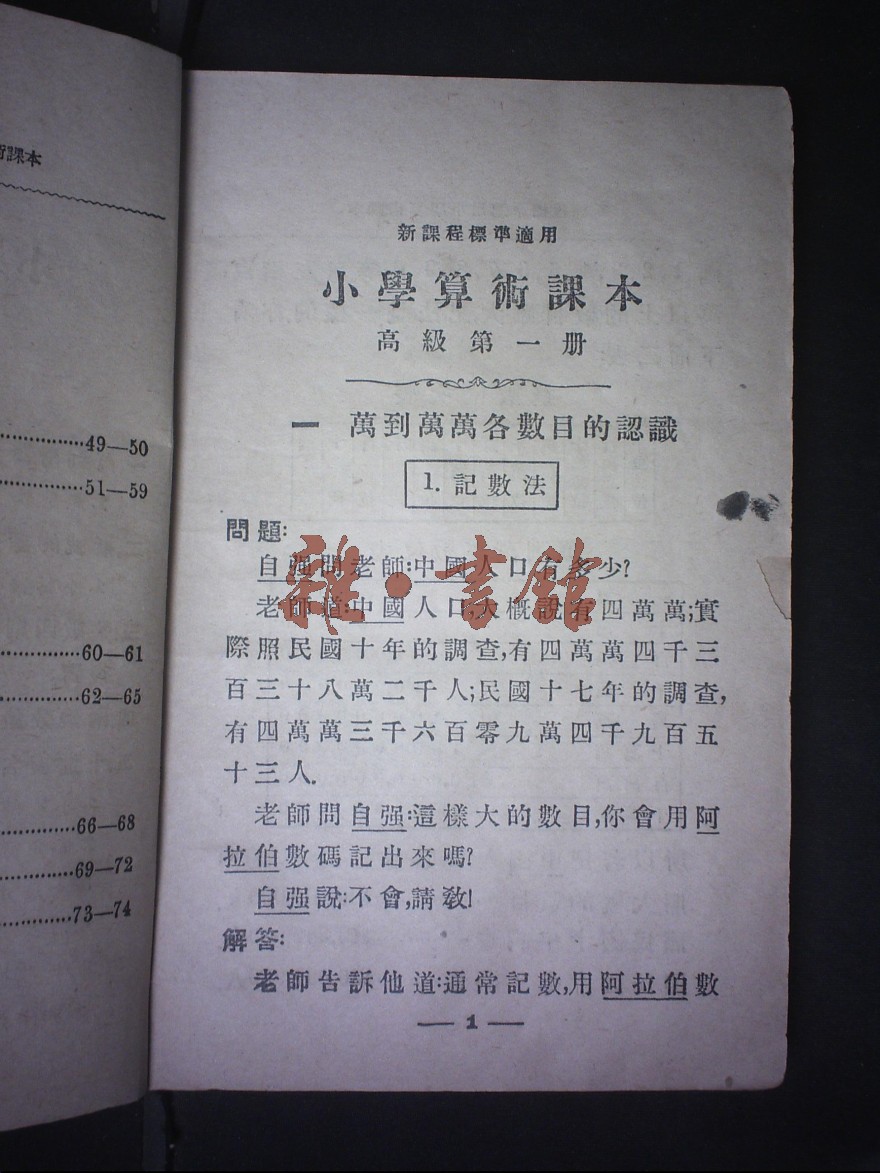 術課本
49—50
51—59
60—61
62—65
66—68
69—72
73—74
新課程標準適用
小學算術課本
高級第一册
一 萬到萬萬各數目的認識
1. 記數法
問題:
自强問老師:中國人口有多少?
老師道:中國人口,大概說有四萬萬;實
際照民國十年的調查,有四萬萬四千三
百三十八萬二千人;民國十七年的調查,
有四萬萬三千六百零九萬四千九百五
十三人.
老師問自强:這樣大的數目,你會用阿
拉伯數碼記出來嗎?
自强說:不會,請教!
解答:
老師告訴他道:通常記數,用阿拉伯數
— 1 —
雜·書館